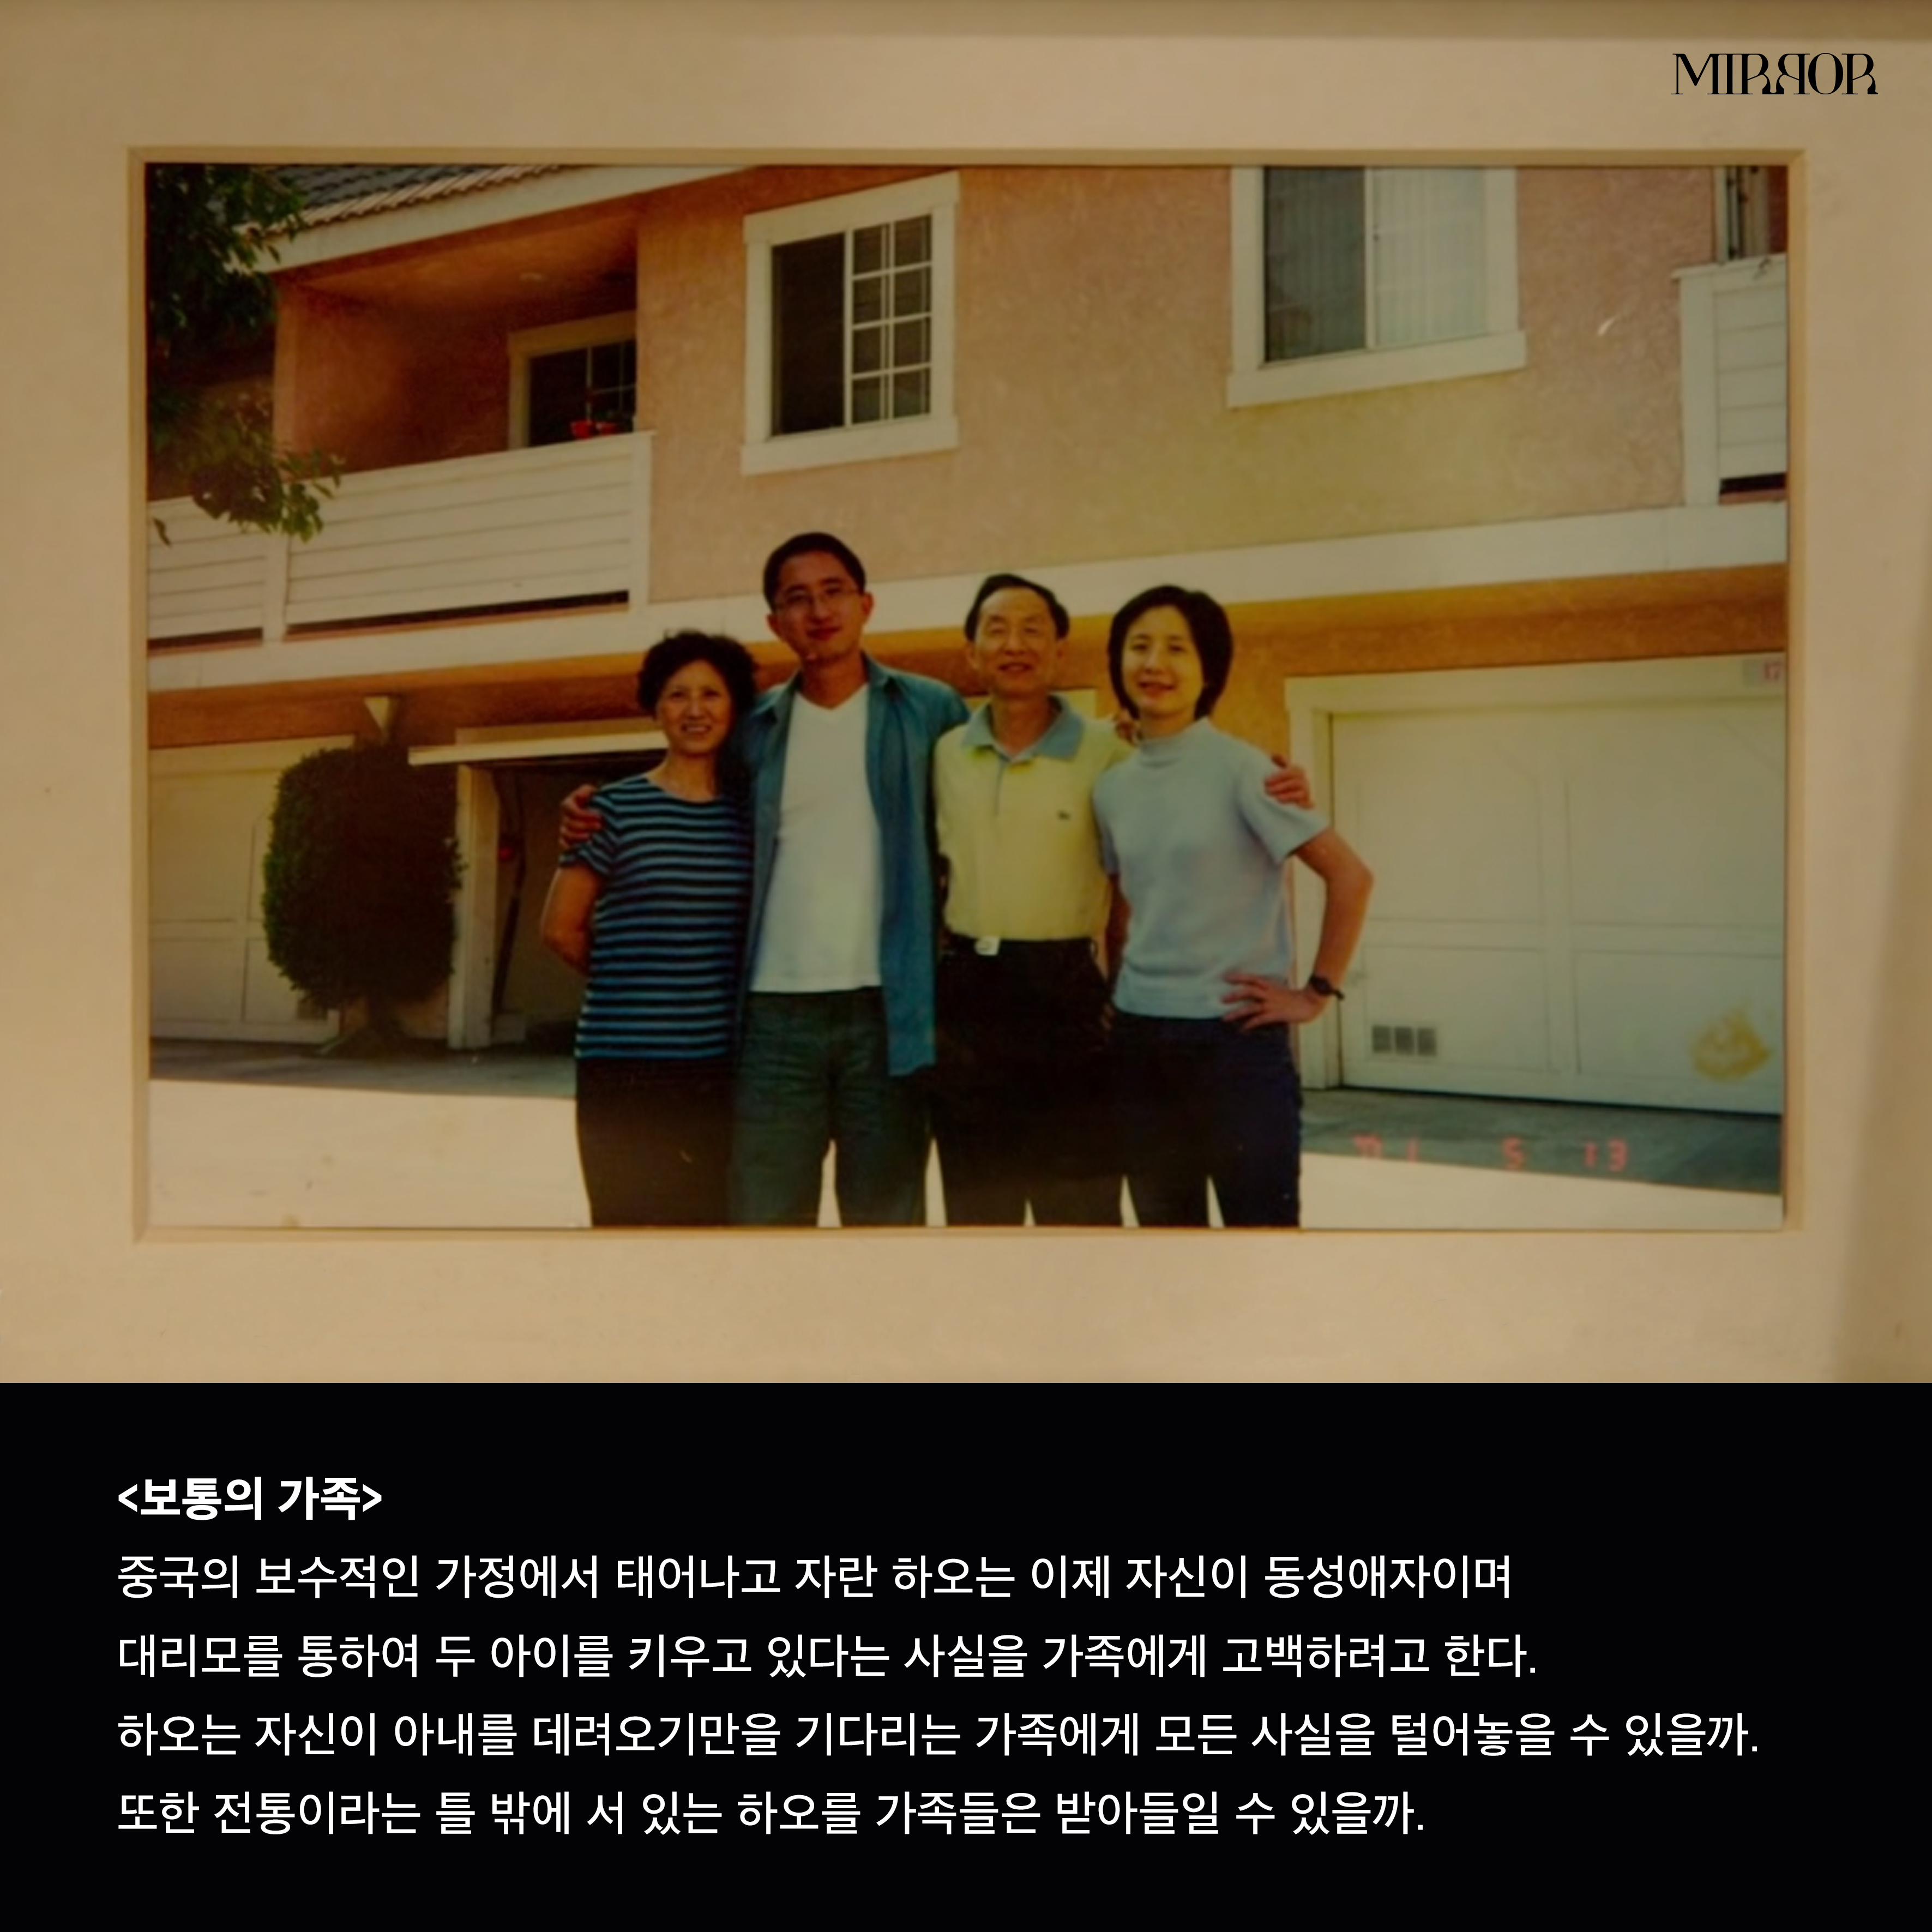 MIRROR
5 13
<보통의 가족>
중국의 보수적인 가정에서 태어나고 자란 하오는 이제 자신이 동성애자이며
대리모를 통하여 두 아이를 키우고 있다는 사실을 가족에게 고백하려고 한다.
하오는 자신이 아내를 데려오기만을 기다리는 가족에게 모든 사실을 털어놓을 수 있을까.
또한 전통이라는 틀 밖에 서 있는 하오를 가족들은 받아들일 수 있을까.